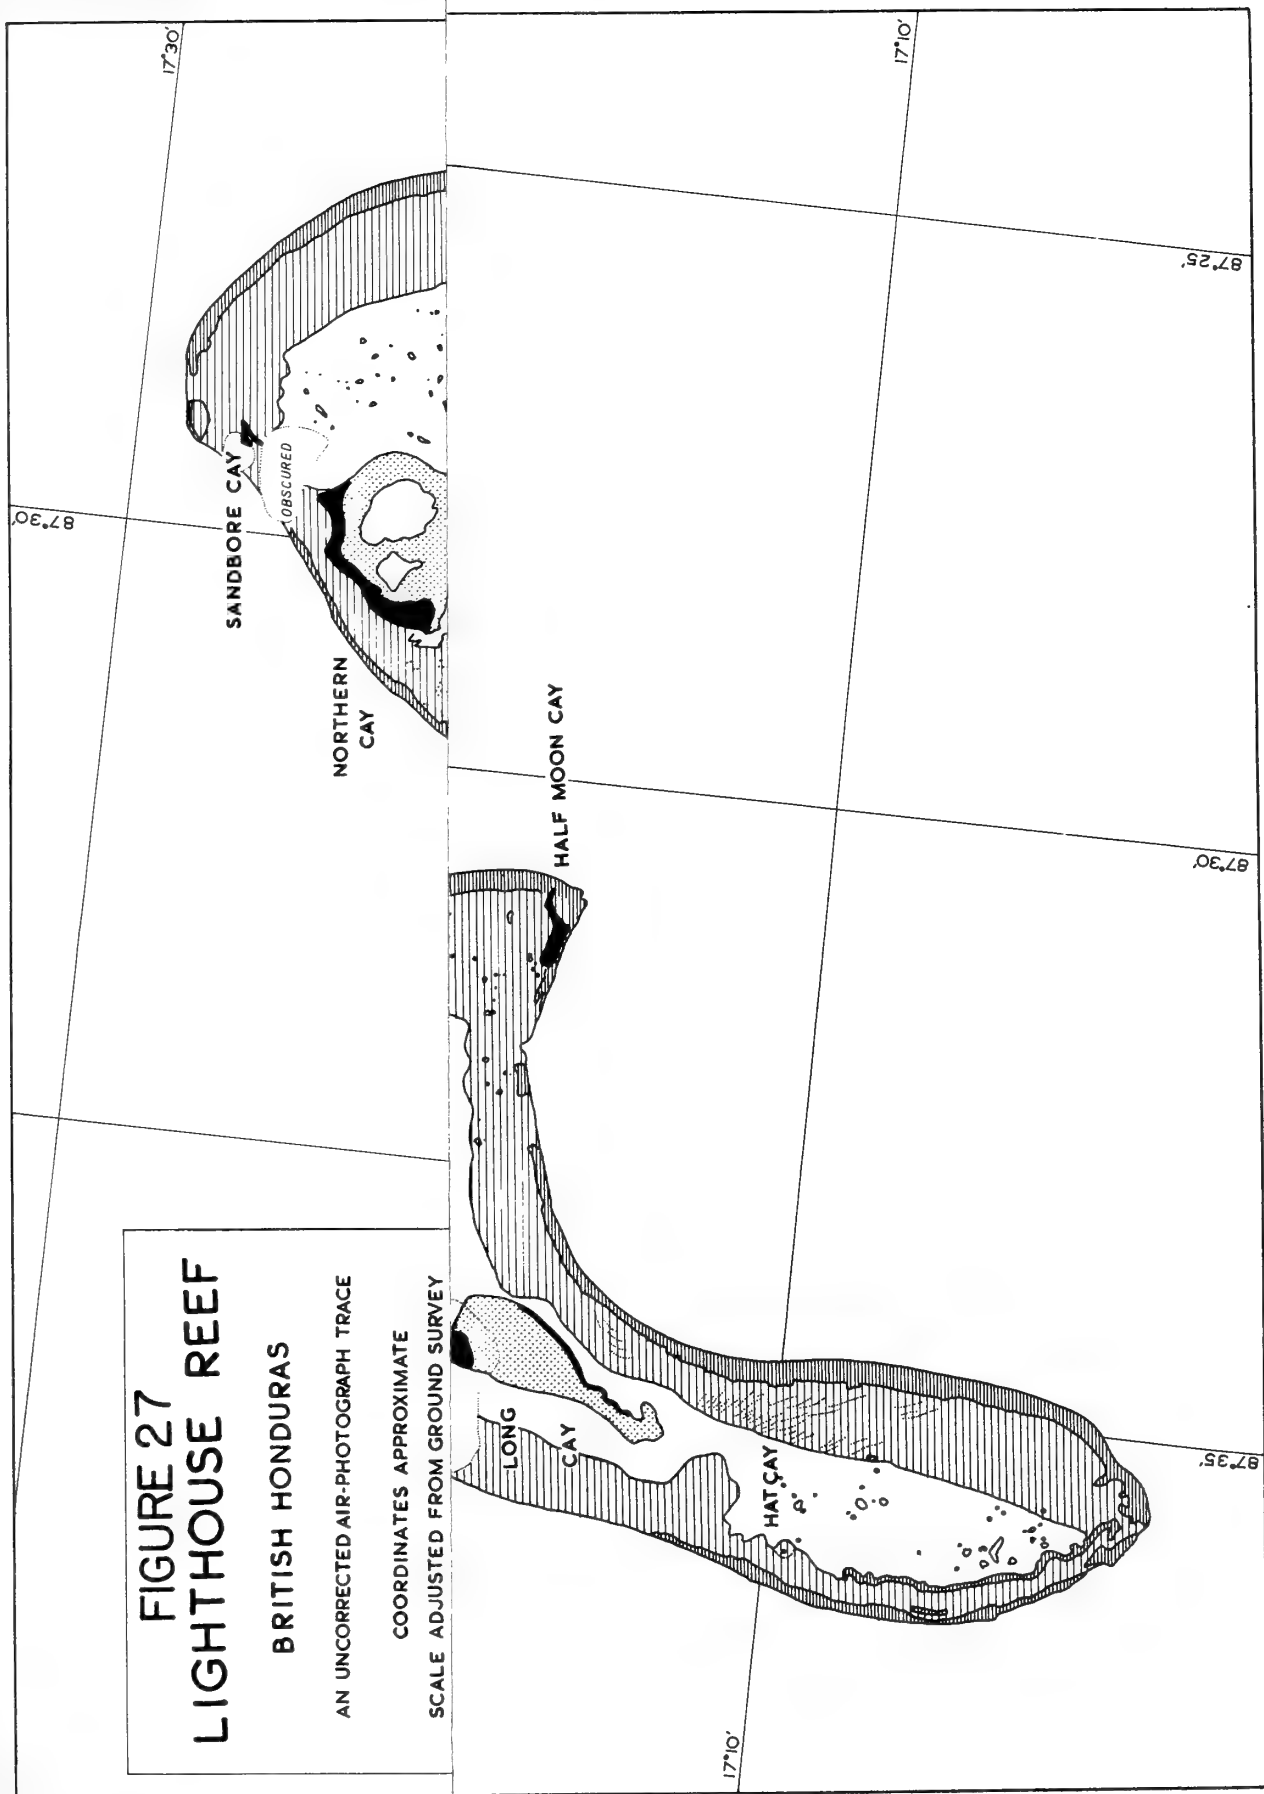 FIGURE 27
LIGHTHOUSE REEF
BRITISH HONDURAS
AN UNCORRECTED AIR-PHOTOGRAPH TRACE
COORDINATES APPROXIMATE
SCALE ADJUSTED FROM GROUND SURVEY
17°30'
87°30'
SANDBORE CAY
OBSCURED
NORTHERN
CAY
HALF MOON CAY
LONG
CAY
HAT CAY
17°10'
17°10'
87°25'
87°30'
87°35'